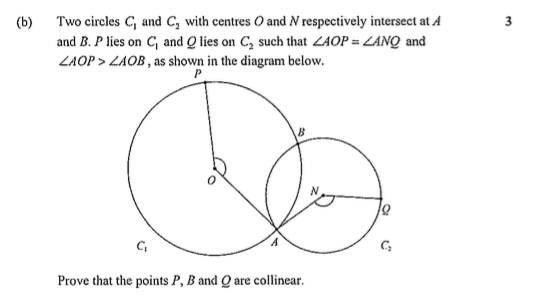 (b) Two circles C₁ and C₂ with centres O and N respectively intersect at A 3
and B. P lies on C₁ and Q lies on C₂ such that ∠AOP = ∠ANQ and
∠AOP > ∠AOB, as shown in the diagram below.
P
B
O
N
Q
A
C₁
C₂
Prove that the points P, B and Q are collinear.